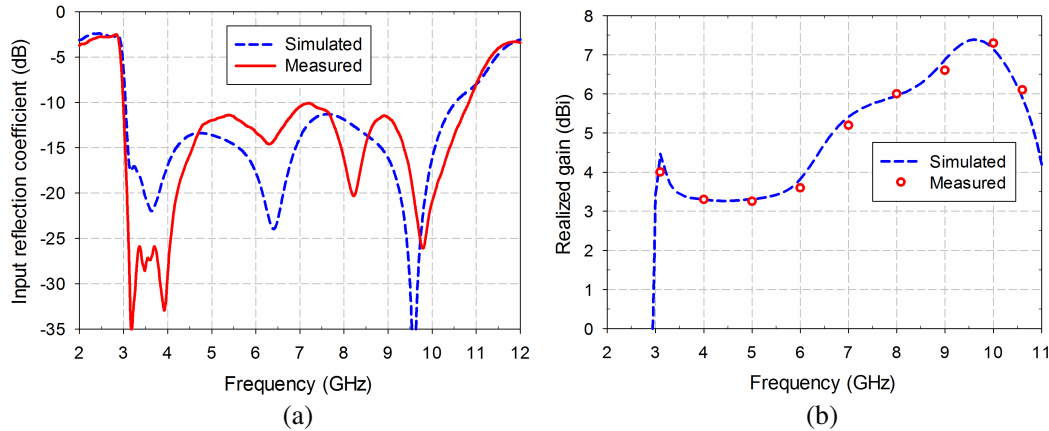 Input reflection coefficient (dB)
0
-5
-10
-15
-20
-25
-30
-35
Simulated
Measured
2 3 4 5 6 7 8 9 10 11 12
Frequency (GHz)
(a)
Realized gain (dBi)
8
7
6
5
4
3
2
1
0
Simulated
Measured
2 3 4 5 6 7 8 9 10 11
Frequency (GHz)
(b)